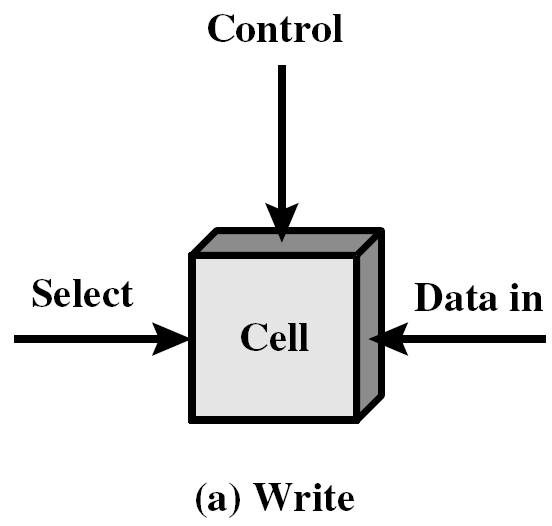 Control
Select
Data in
Cell
(a) Write